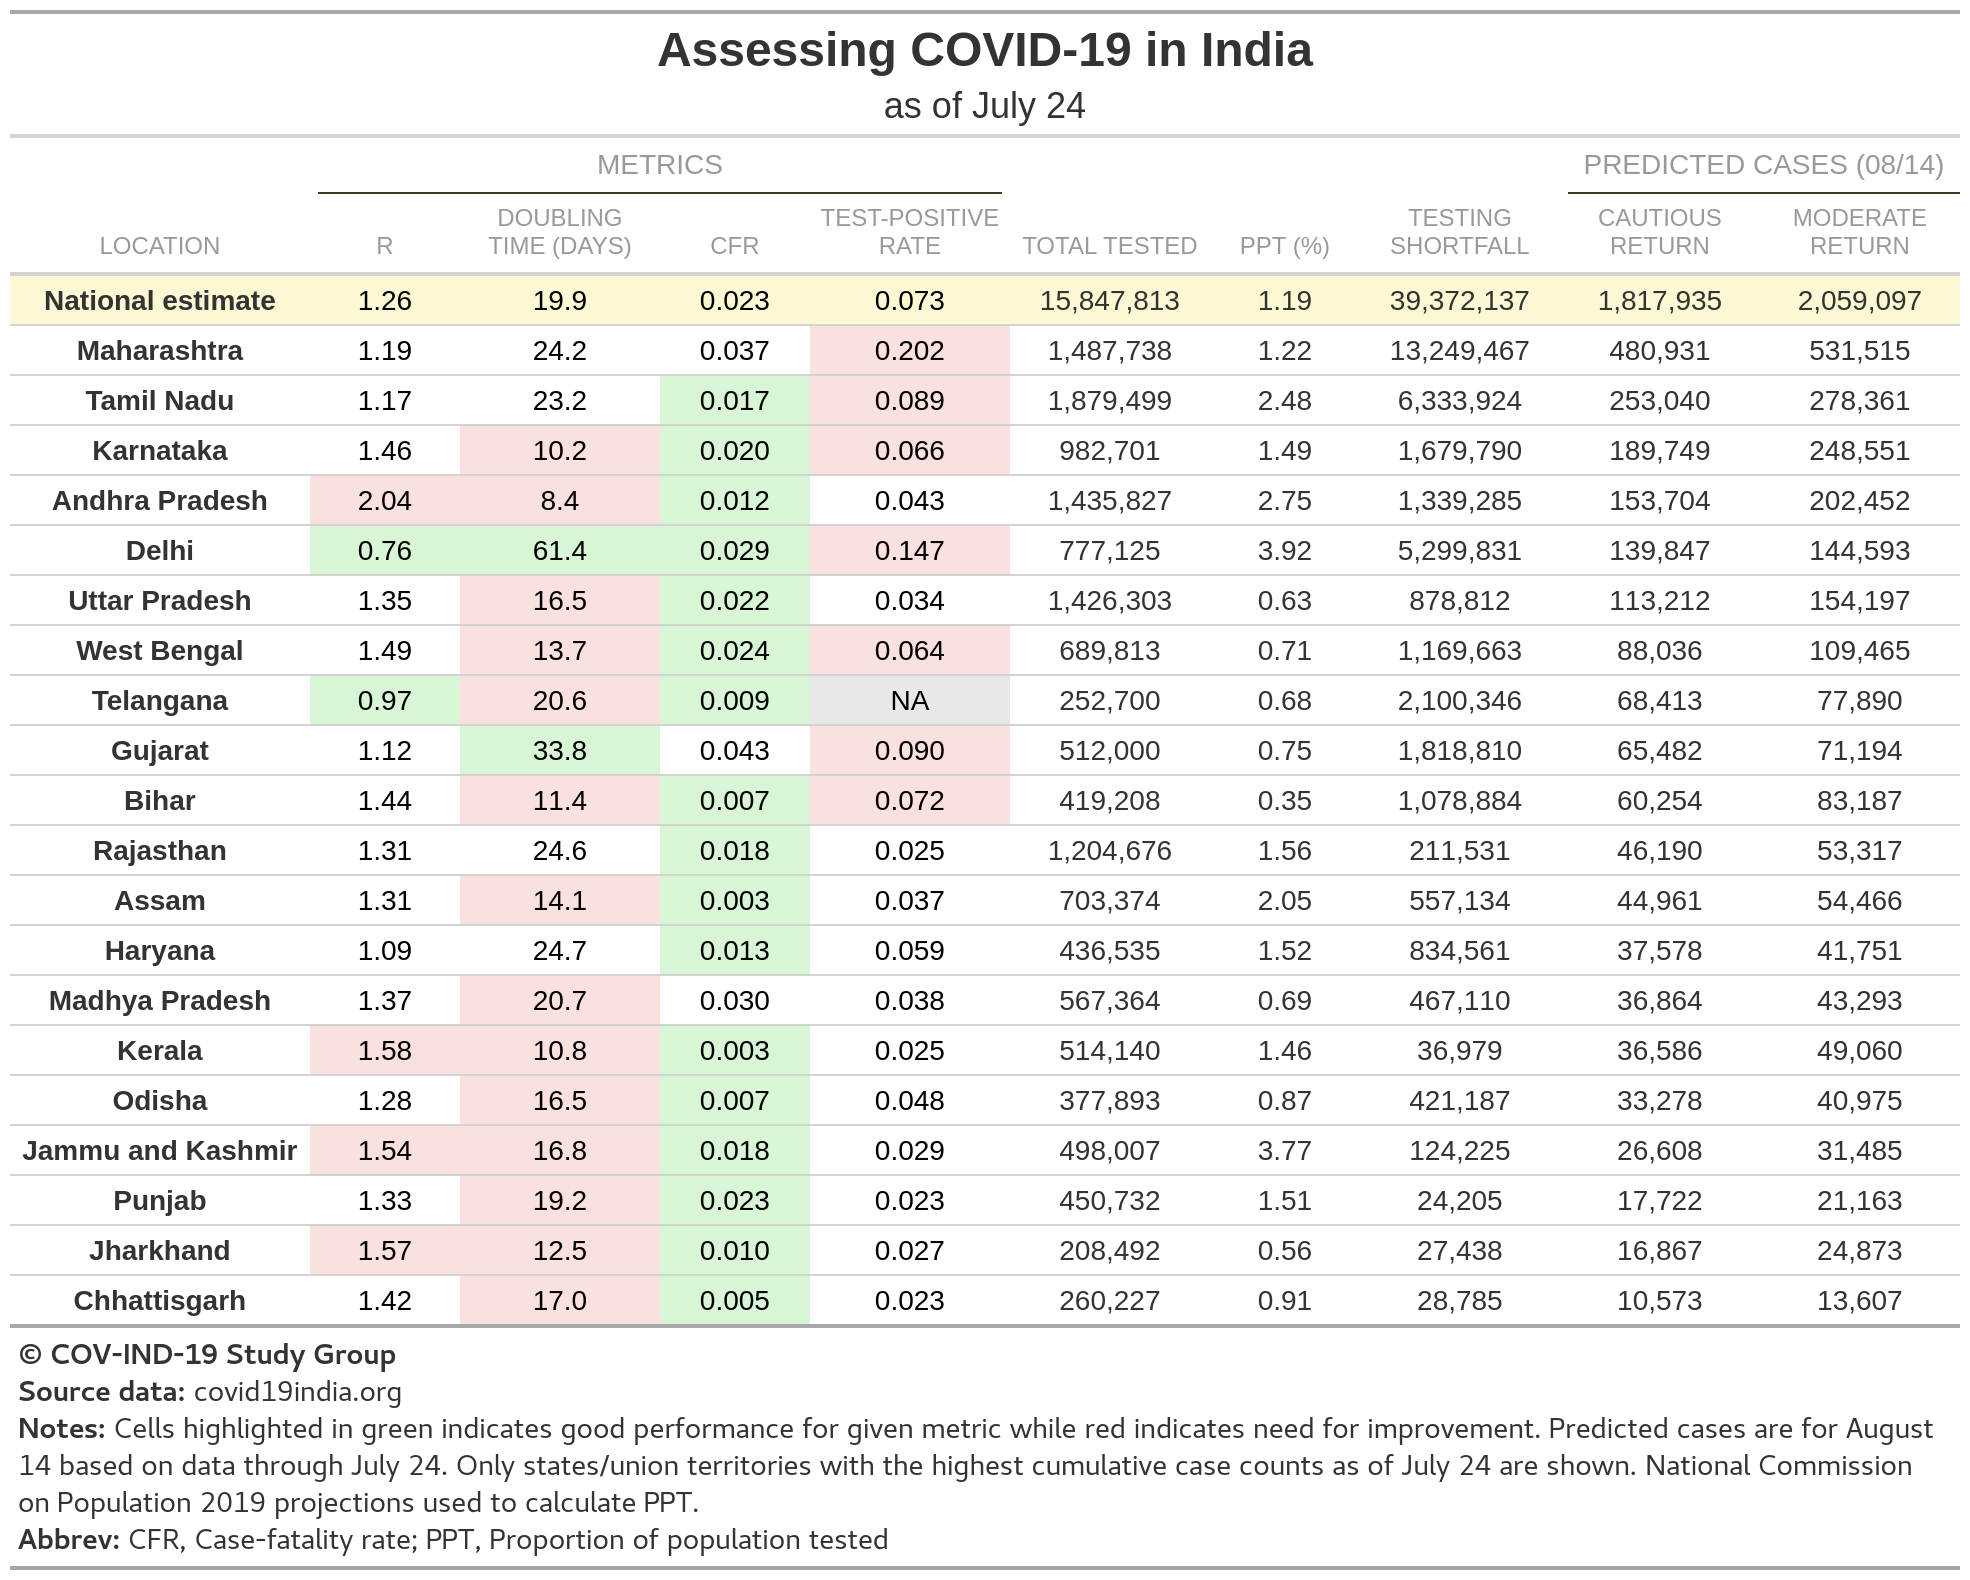 Assessing COVID-19 in India
as of July 24
METRICS PREDICTED CASES (08/14)
LOCATION R DOUBLING TIME (DAYS) CFR TEST-POSITIVE RATE TOTAL TESTED PPT (%) TESTING SHORTFALL CAUTIOUS RETURN MODERATE RETURN
National estimate 1.26 19.9 0.023 0.073 15,847,813 1.19 39,372,137 1,817,935 2,059,097
Maharashtra 1.19 24.2 0.037 0.202 1,487,738 1.22 13,249,467 480,931 531,515
Tamil Nadu 1.17 23.2 0.017 0.089 1,879,499 2.48 6,333,924 253,040 278,361
Karnataka 1.46 10.2 0.020 0.066 982,701 1.49 1,679,790 189,749 248,551
Andhra Pradesh 2.04 8.4 0.012 0.043 1,435,827 2.75 1,339,285 153,704 202,452
Delhi 0.76 61.4 0.029 0.147 777,125 3.92 5,299,831 139,847 144,593
Uttar Pradesh 1.35 16.5 0.022 0.034 1,426,303 0.63 878,812 113,212 154,197
West Bengal 1.49 13.7 0.024 0.064 689,813 0.71 1,169,663 88,036 109,465
Telangana 0.97 20.6 0.009 NA 252,700 0.68 2,100,346 68,413 77,890
Gujarat 1.12 33.8 0.043 0.090 512,000 0.75 1,818,810 65,482 71,194
Bihar 1.44 11.4 0.007 0.072 419,208 0.35 1,078,884 60,254 83,187
Rajasthan 1.31 24.6 0.018 0.025 1,204,676 1.56 211,531 46,190 53,317
Assam 1.31 14.1 0.003 0.037 703,374 2.05 557,134 44,961 54,466
Haryana 1.09 24.7 0.013 0.059 436,535 1.52 834,561 37,578 41,751
Madhya Pradesh 1.37 20.7 0.030 0.038 567,364 0.69 467,110 36,864 43,293
Kerala 1.58 10.8 0.003 0.025 514,140 1.46 36,979 36,586 49,060
Odisha 1.28 16.5 0.007 0.048 377,893 0.87 421,187 33,278 40,975
Jammu and Kashmir 1.54 16.8 0.018 0.029 498,007 3.77 124,225 26,608 31,485
Punjab 1.33 19.2 0.023 0.023 450,732 1.51 24,205 17,722 21,163
Jharkhand 1.57 12.5 0.010 0.027 208,492 0.56 27,438 16,867 24,873
Chhattisgarh 1.42 17.0 0.005 0.023 260,227 0.91 28,785 10,573 13,607
© COV-IND-19 Study Group
Source data: covid19india.org
Notes: Cells highlighted in green indicates good performance for given metric while red indicates need for improvement. Predicted cases are for August
14 based on data through July 24. Only states/union territories with the highest cumulative case counts as of July 24 are shown. National Commission
on Population 2019 projections used to calculate PPT.
Abbrev: CFR, Case-fatality rate; PPT, Proportion of population tested